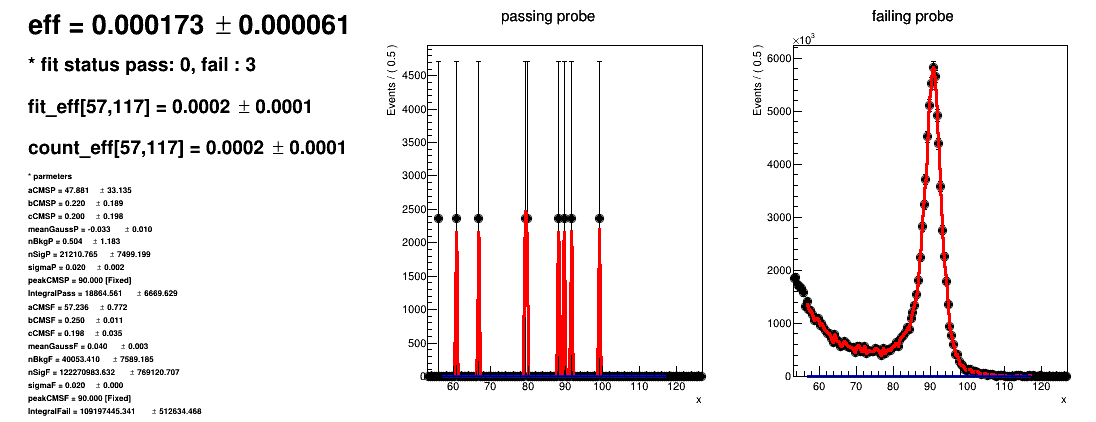 eff = 0.000173 ± 0.000061
* fit status pass: 0, fail : 3
fit_eff[57,117] = 0.0002 ± 0.0001
count_eff[57,117] = 0.0002 ± 0.0001
* parmeters
aCMSP = 47.881 ± 33.135
bCMSP = 0.220 ± 0.189
cCMSP = 0.200 ± 0.198
meanGaussP = -0.033 ± 0.010
nBkgP = 0.504 ± 1.183
nSigP = 21210.765 ± 7499.199
sigmaP = 0.020 ± 0.002
peakCMSP = 90.000 [Fixed]
IntegralPass = 18864.561 ± 6669.629
aCMSF = 57.236 ± 0.772
bCMSF = 0.250 ± 0.011
cCMSF = 0.198 ± 0.035
meanGaussF = 0.040 ± 0.003
nBkgF = 40053.410 ± 7589.185
nSigF = 122270983.632 ± 769120.707
sigmaF = 0.020 ± 0.000
peakCMSF = 90.000 [Fixed]
IntegralFail = 109197445.341 ± 512634.468
passing probe
Events / ( 0.5 )
4500
4000
3500
3000
2500
2000
1500
1000
500
0
60 70 80 90 100 110 120
x
failing probe
×10³
Events / ( 0.5 )
6000
5000
4000
3000
2000
1000
0
60 70 80 90 100 110 120
x